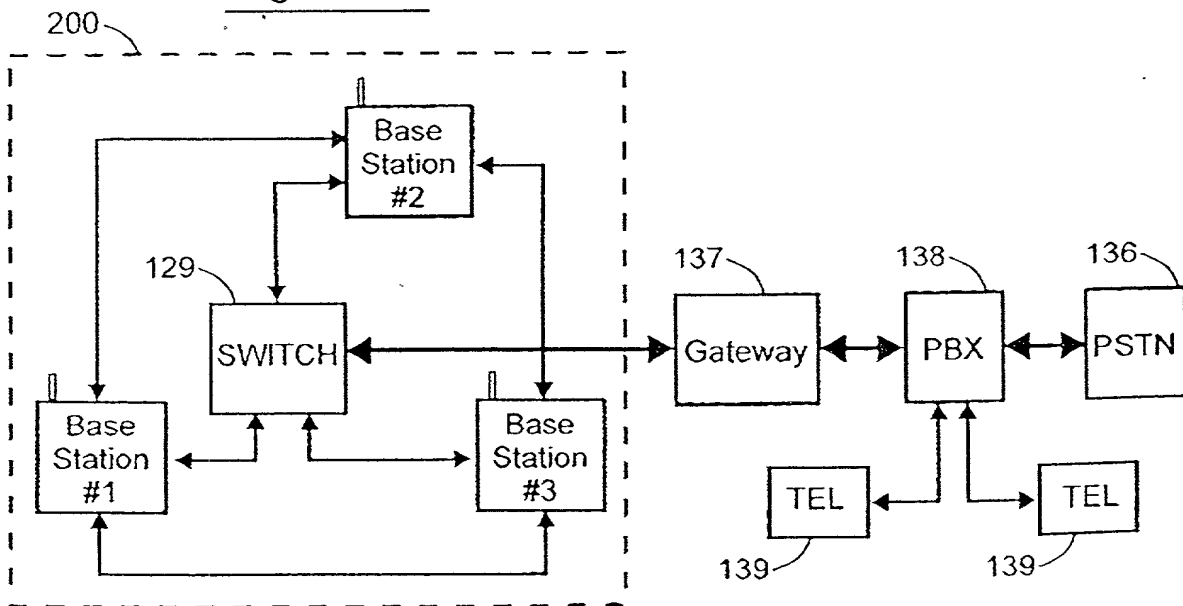 200
Base
Station
#2
129
SWITCH
137
138
136
Gateway
PBX
PSTN
Base
Station
#1
Base
Station
#3
TEL
TEL
139
139